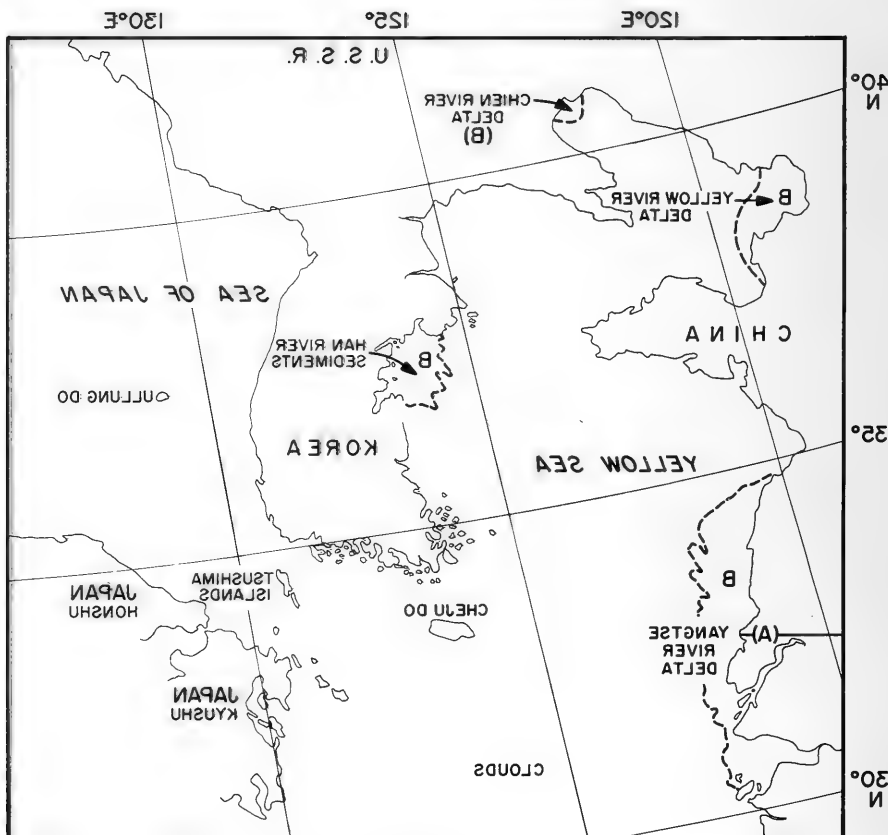 130°E
125°
120°E
U. S. S. R.
40°
N
CHIEN RIVER
DELTA
(B)
YELLOW RIVER
DELTA
B
SEA OF JAPAN
CHINA
HAN RIVER
SEDIMENTS
B
ULLUNG DO
KOREA
YELLOW SEA
35°
N
TSUSHIMA
ISLANDS
JAPAN
HONSHU
CHEJU DO
B
YANGTSE
RIVER
DELTA
(A)
JAPAN
KYUSHU
CLOUDS
30°
N